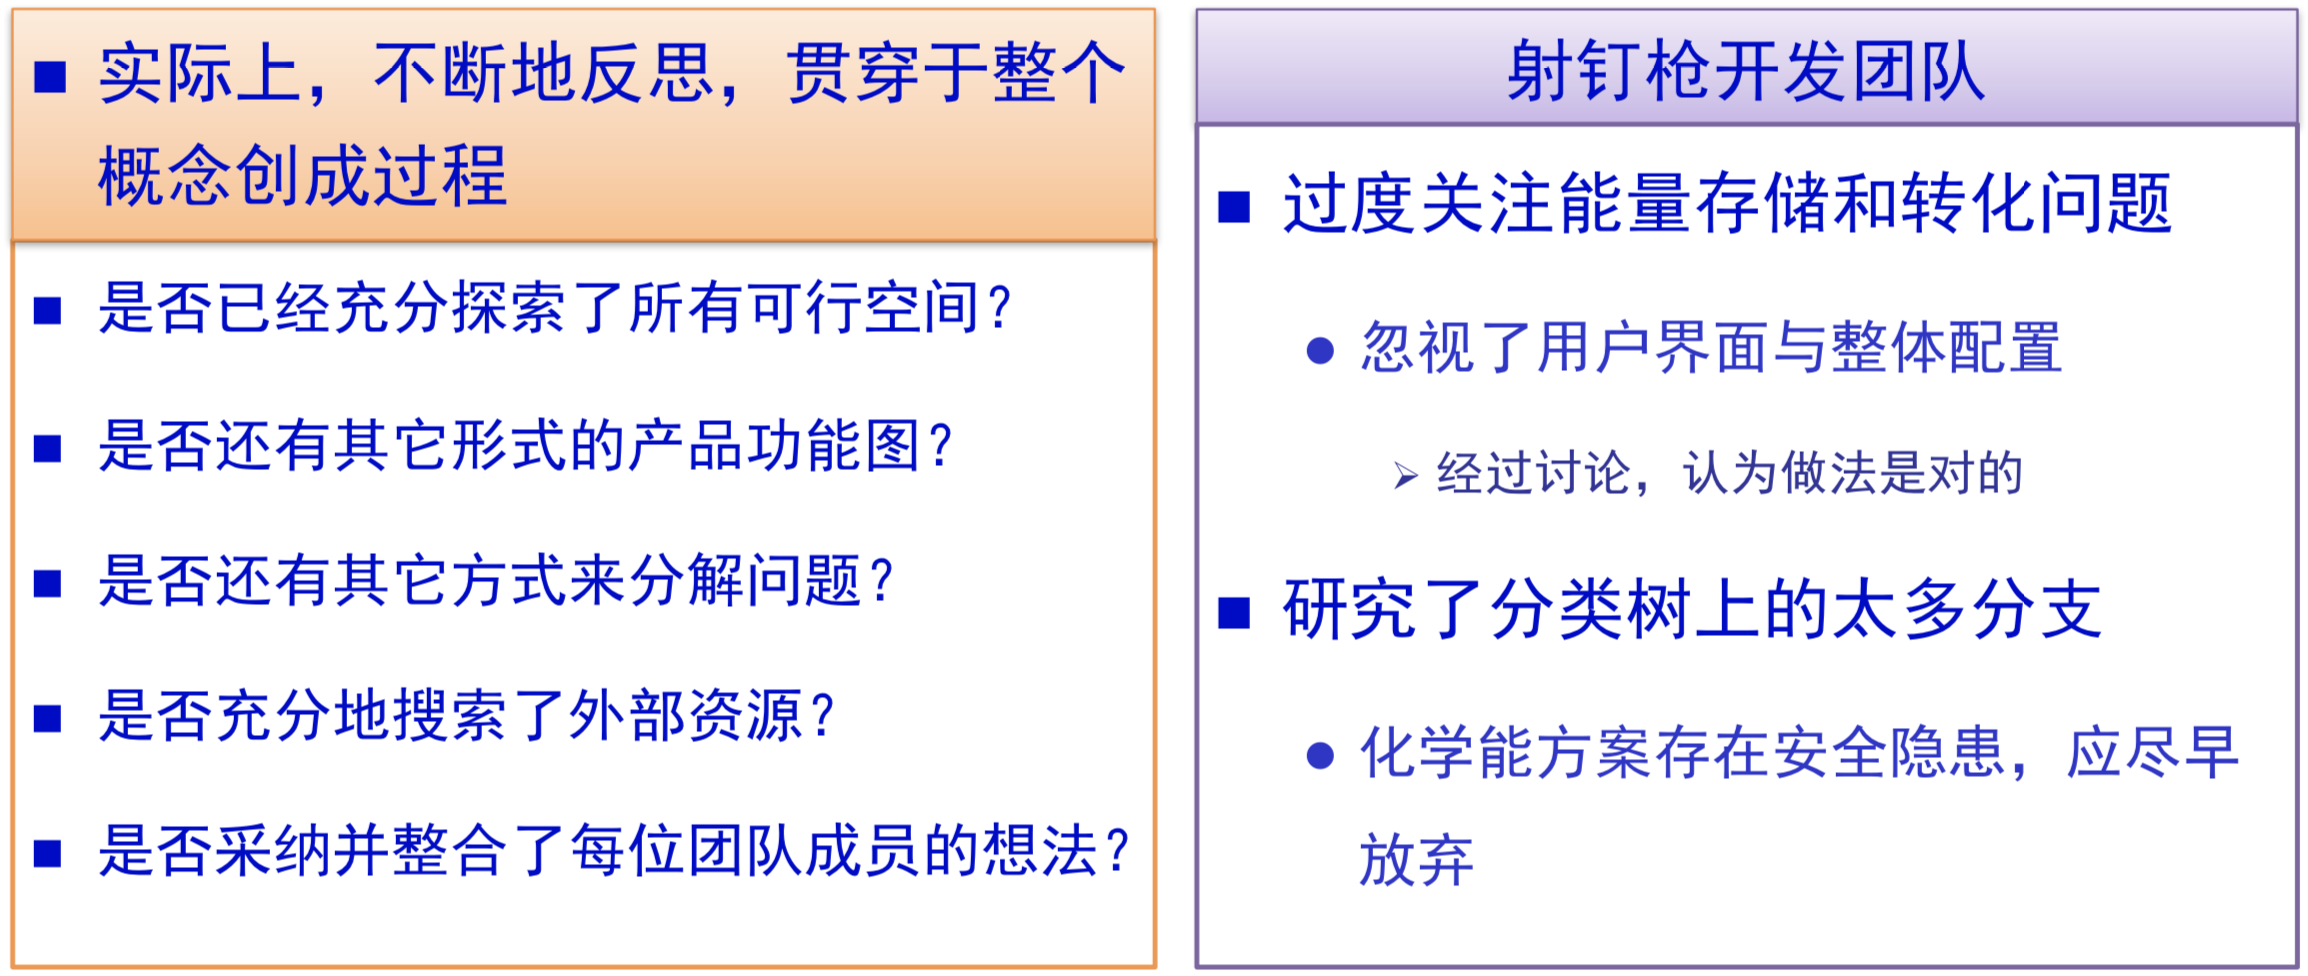 实际上，不断地反思，贯穿于整个
概念创成过程
是否已经充分探索了所有可行空间？
是否还有其它形式的产品功能图？
是否还有其它方式来分解问题？
是否充分地搜索了外部资源？
是否采纳并整合了每位团队成员的想法？
射钉枪开发团队
过度关注能量存储和转化问题
忽视了用户界面与整体配置
经过讨论，认为做法是对的
研究了分类树上的太多分支
化学能方案存在安全隐患，应尽早
放弃